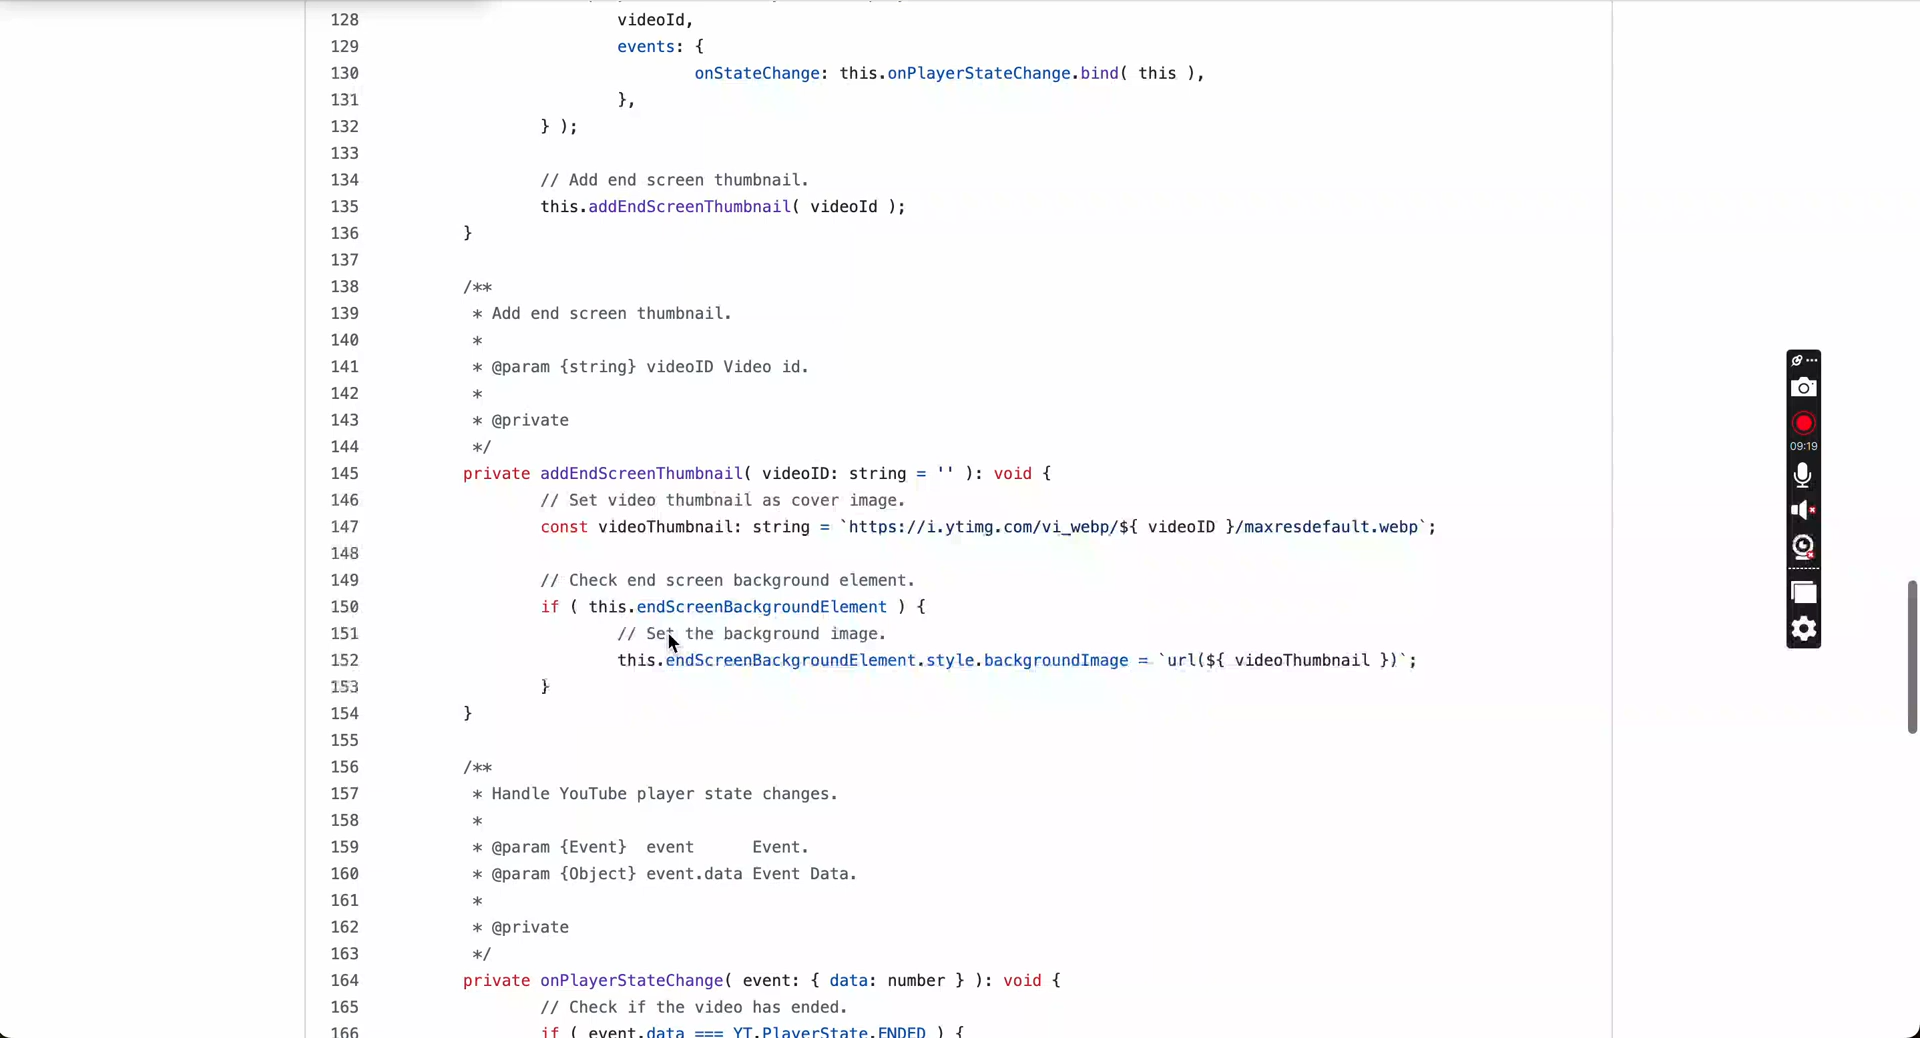 128 videoId,
129 events: {
130 onStateChange: this.onPlayerStateChange.bind( this ),
131 },
132 } );
133
134 // Add end screen thumbnail.
135 this.addEndScreenThumbnail( videoId );
136 }
137
138 /**
139 * Add end screen thumbnail.
140 *
141 * @param {string} videoID Video id.
142 *
143 * @private
144 */
145 private addEndScreenThumbnail( videoID: string = '' ): void {
146 // Set video thumbnail as cover image.
147 const videoThumbnail: string = `https://i.ytimg.com/vi_webp/${ videoID }/maxresdefault.webp`;
148
149 // Check end screen background element.
150 if ( this.endScreenBackgroundElement ) {
151 // Set the background image.
152 this.endScreenBackgroundElement.style.backgroundImage = `url(${ videoThumbnail })`;
153 }
154 }
155
156 /**
157 * Handle YouTube player state changes.
158 *
159 * @param {Event} event Event.
160 * @param {Object} event.data Event Data.
161 *
162 * @private
163 */
164 private onPlayerStateChange( event: { data: number } ): void {
165 // Check if the video has ended.
166 if ( event.data === YT.PlayerState.ENDED ) {
09:19